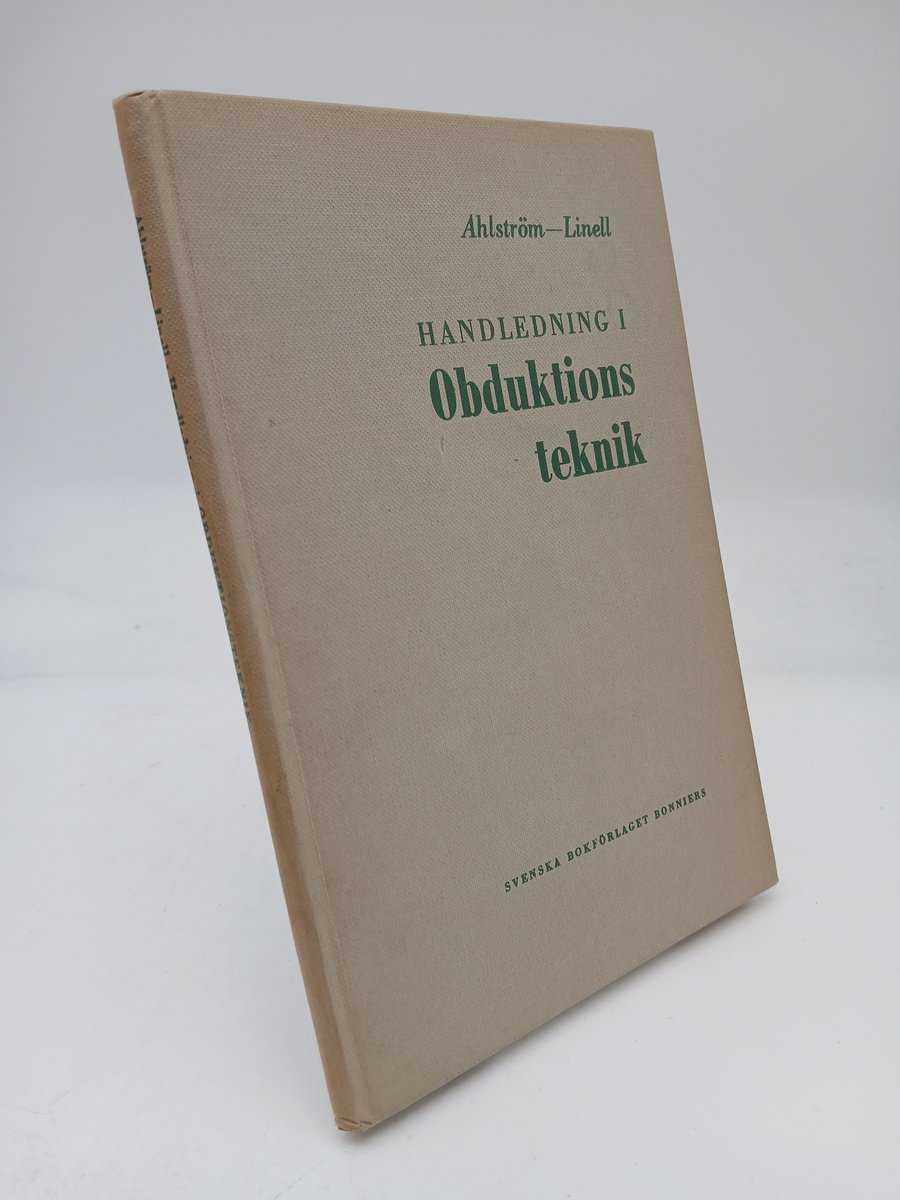 Ahlström—Linell
HANDLEDNING I
Obduktions
teknik
SVENSKA BOKFÖRLAGET BONNIERS